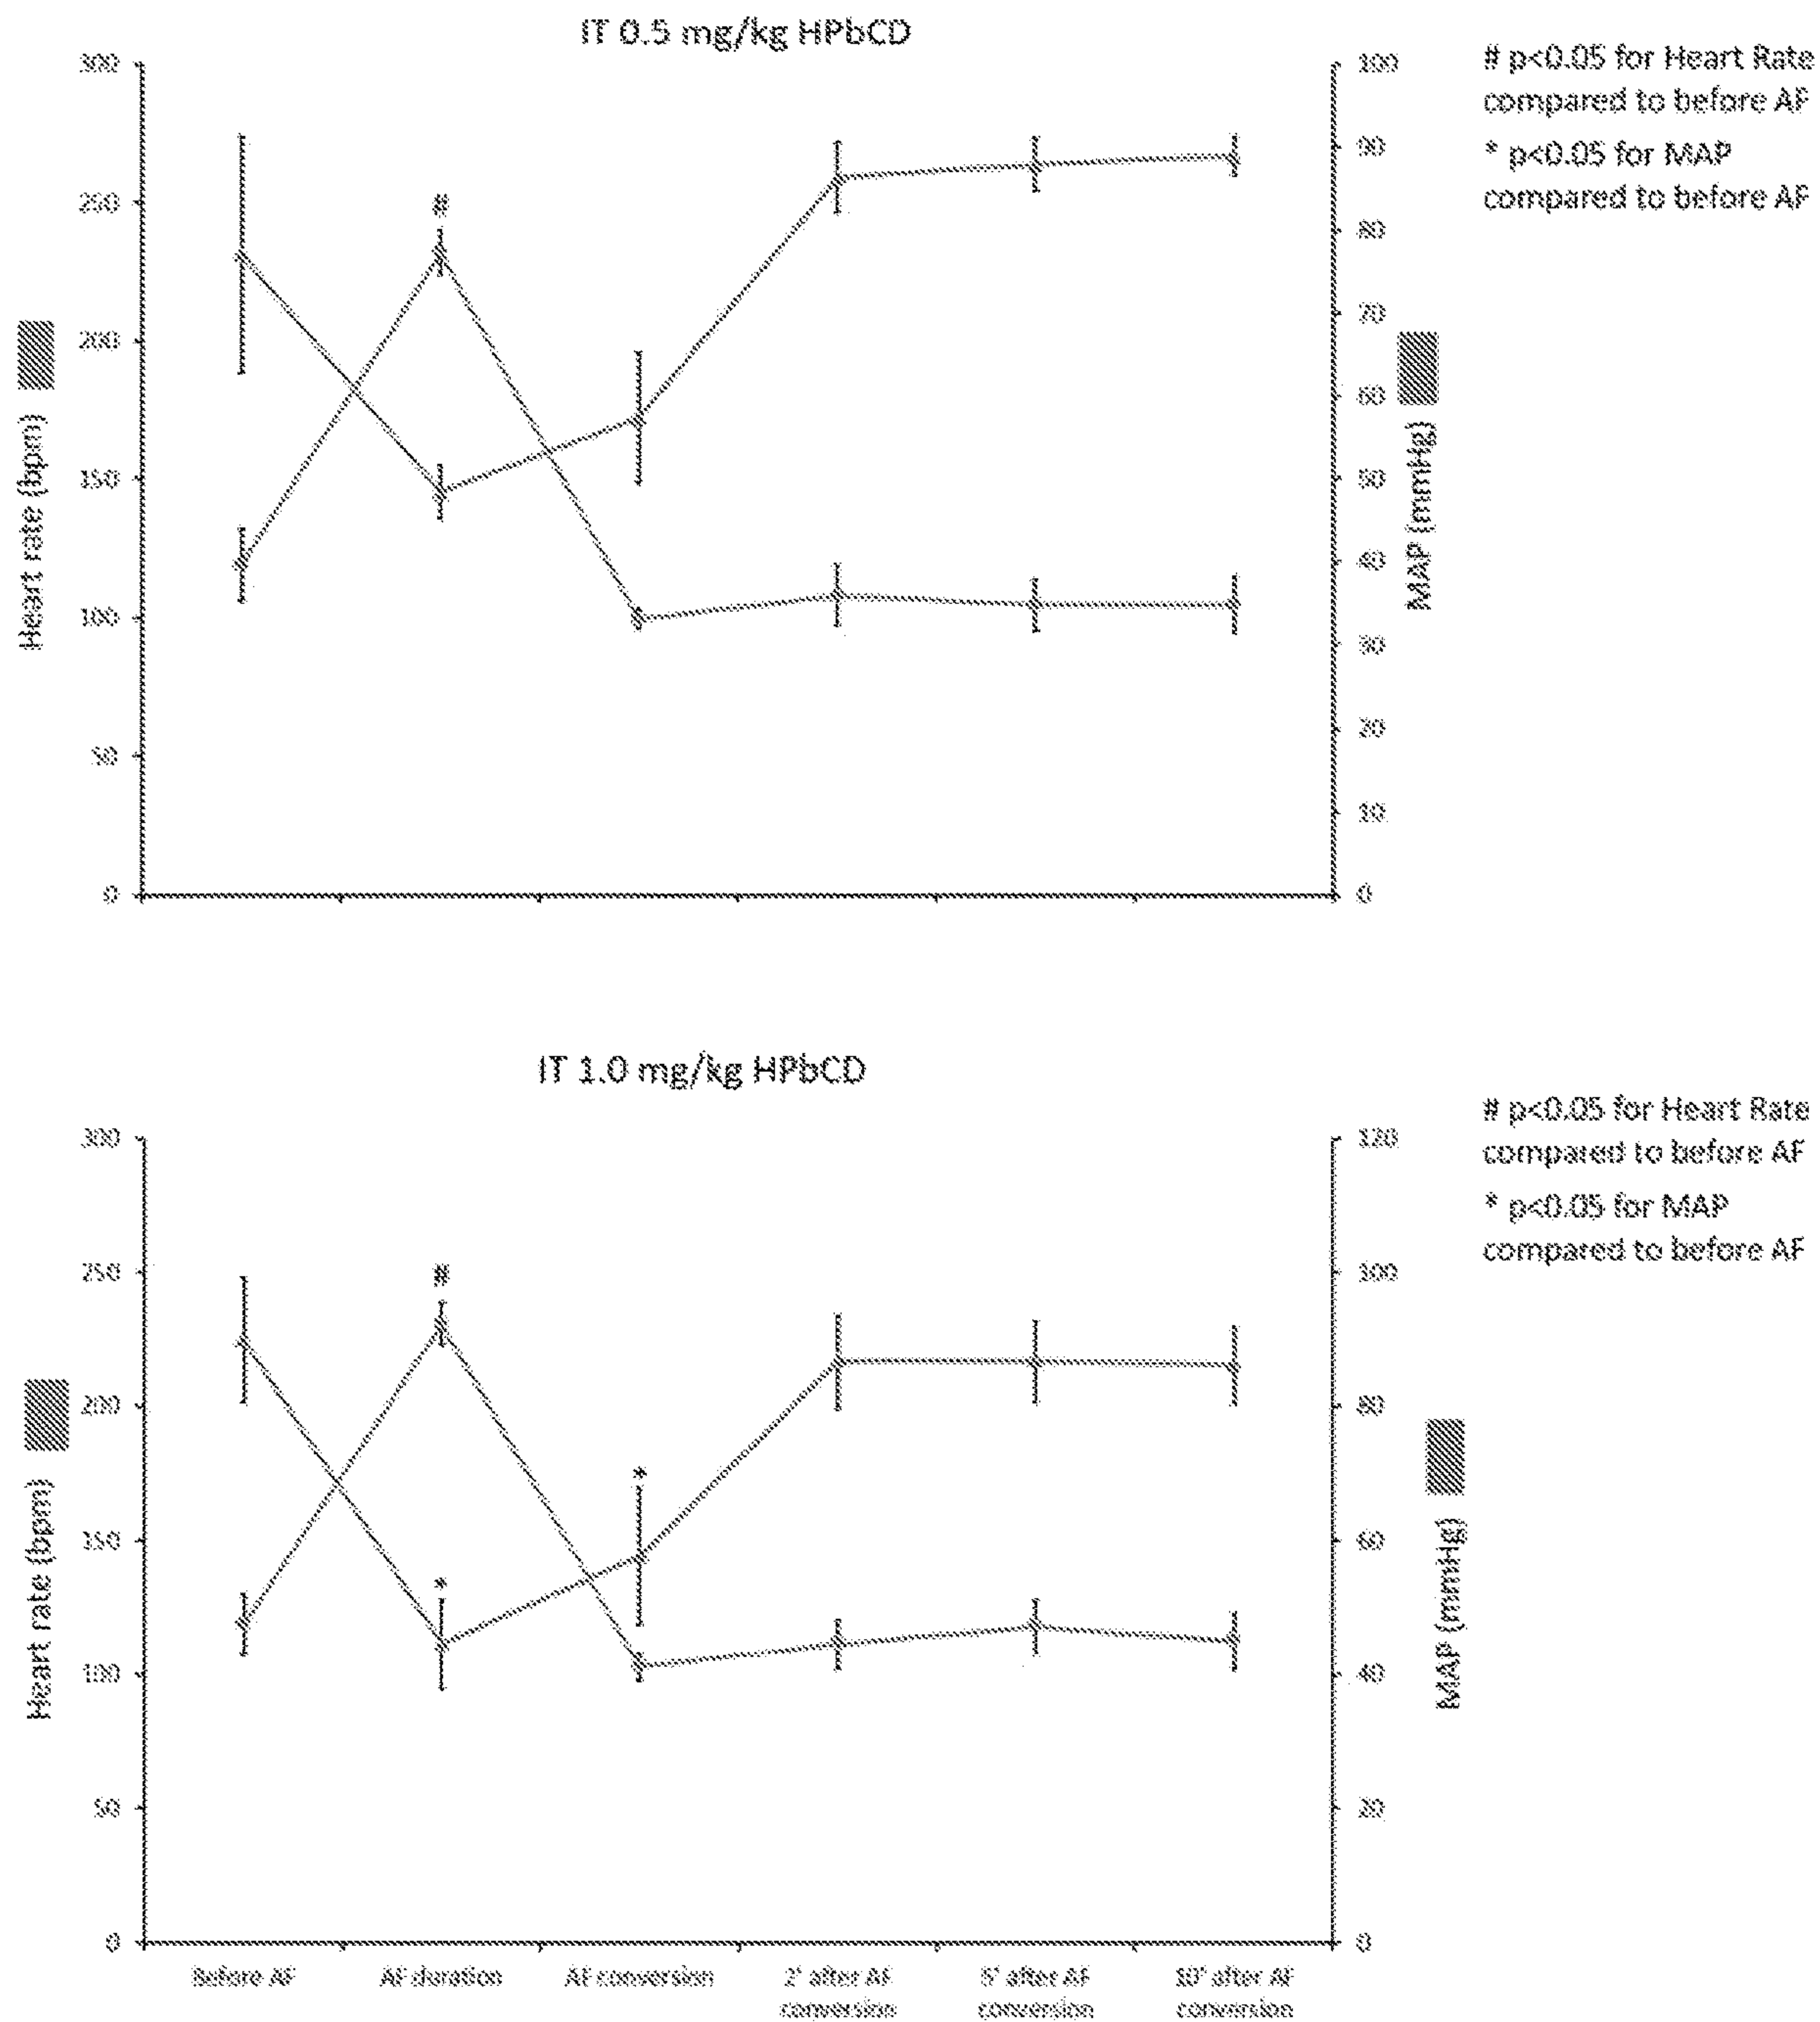 IT 0.5 mg/kg HPbCD
# p<0.05 for Heart Rate
compared to before AF
* p<0.05 for MAP
compared to before AF
Heart rate (bpm)
300
250
200
150
100
50
0
#
100
90
80
70
60
50
40
30
20
10
0
MAP (mmHg)
IT 1.0 mg/kg HPbCD
# p<0.05 for Heart Rate
compared to before AF
* p<0.05 for MAP
compared to before AF
Heart rate (bpm)
300
250
200
150
100
50
0
#
*
*
120
100
80
60
40
20
0
MAP (mmHg)
Before AF
AF duration
AF conversion
2' after AF
conversion
5' after AF
conversion
10' after AF
conversion